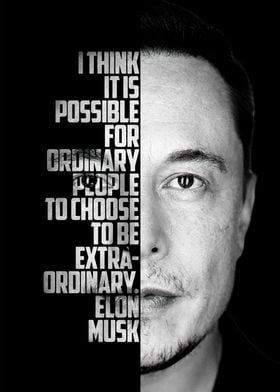 I THINK
IT IS
POSSIBLE
FOR
ORDINARY
PEOPLE
TO CHOOSE
TO BE
EXTRA-
ORDINARY.
ELON
MUSK